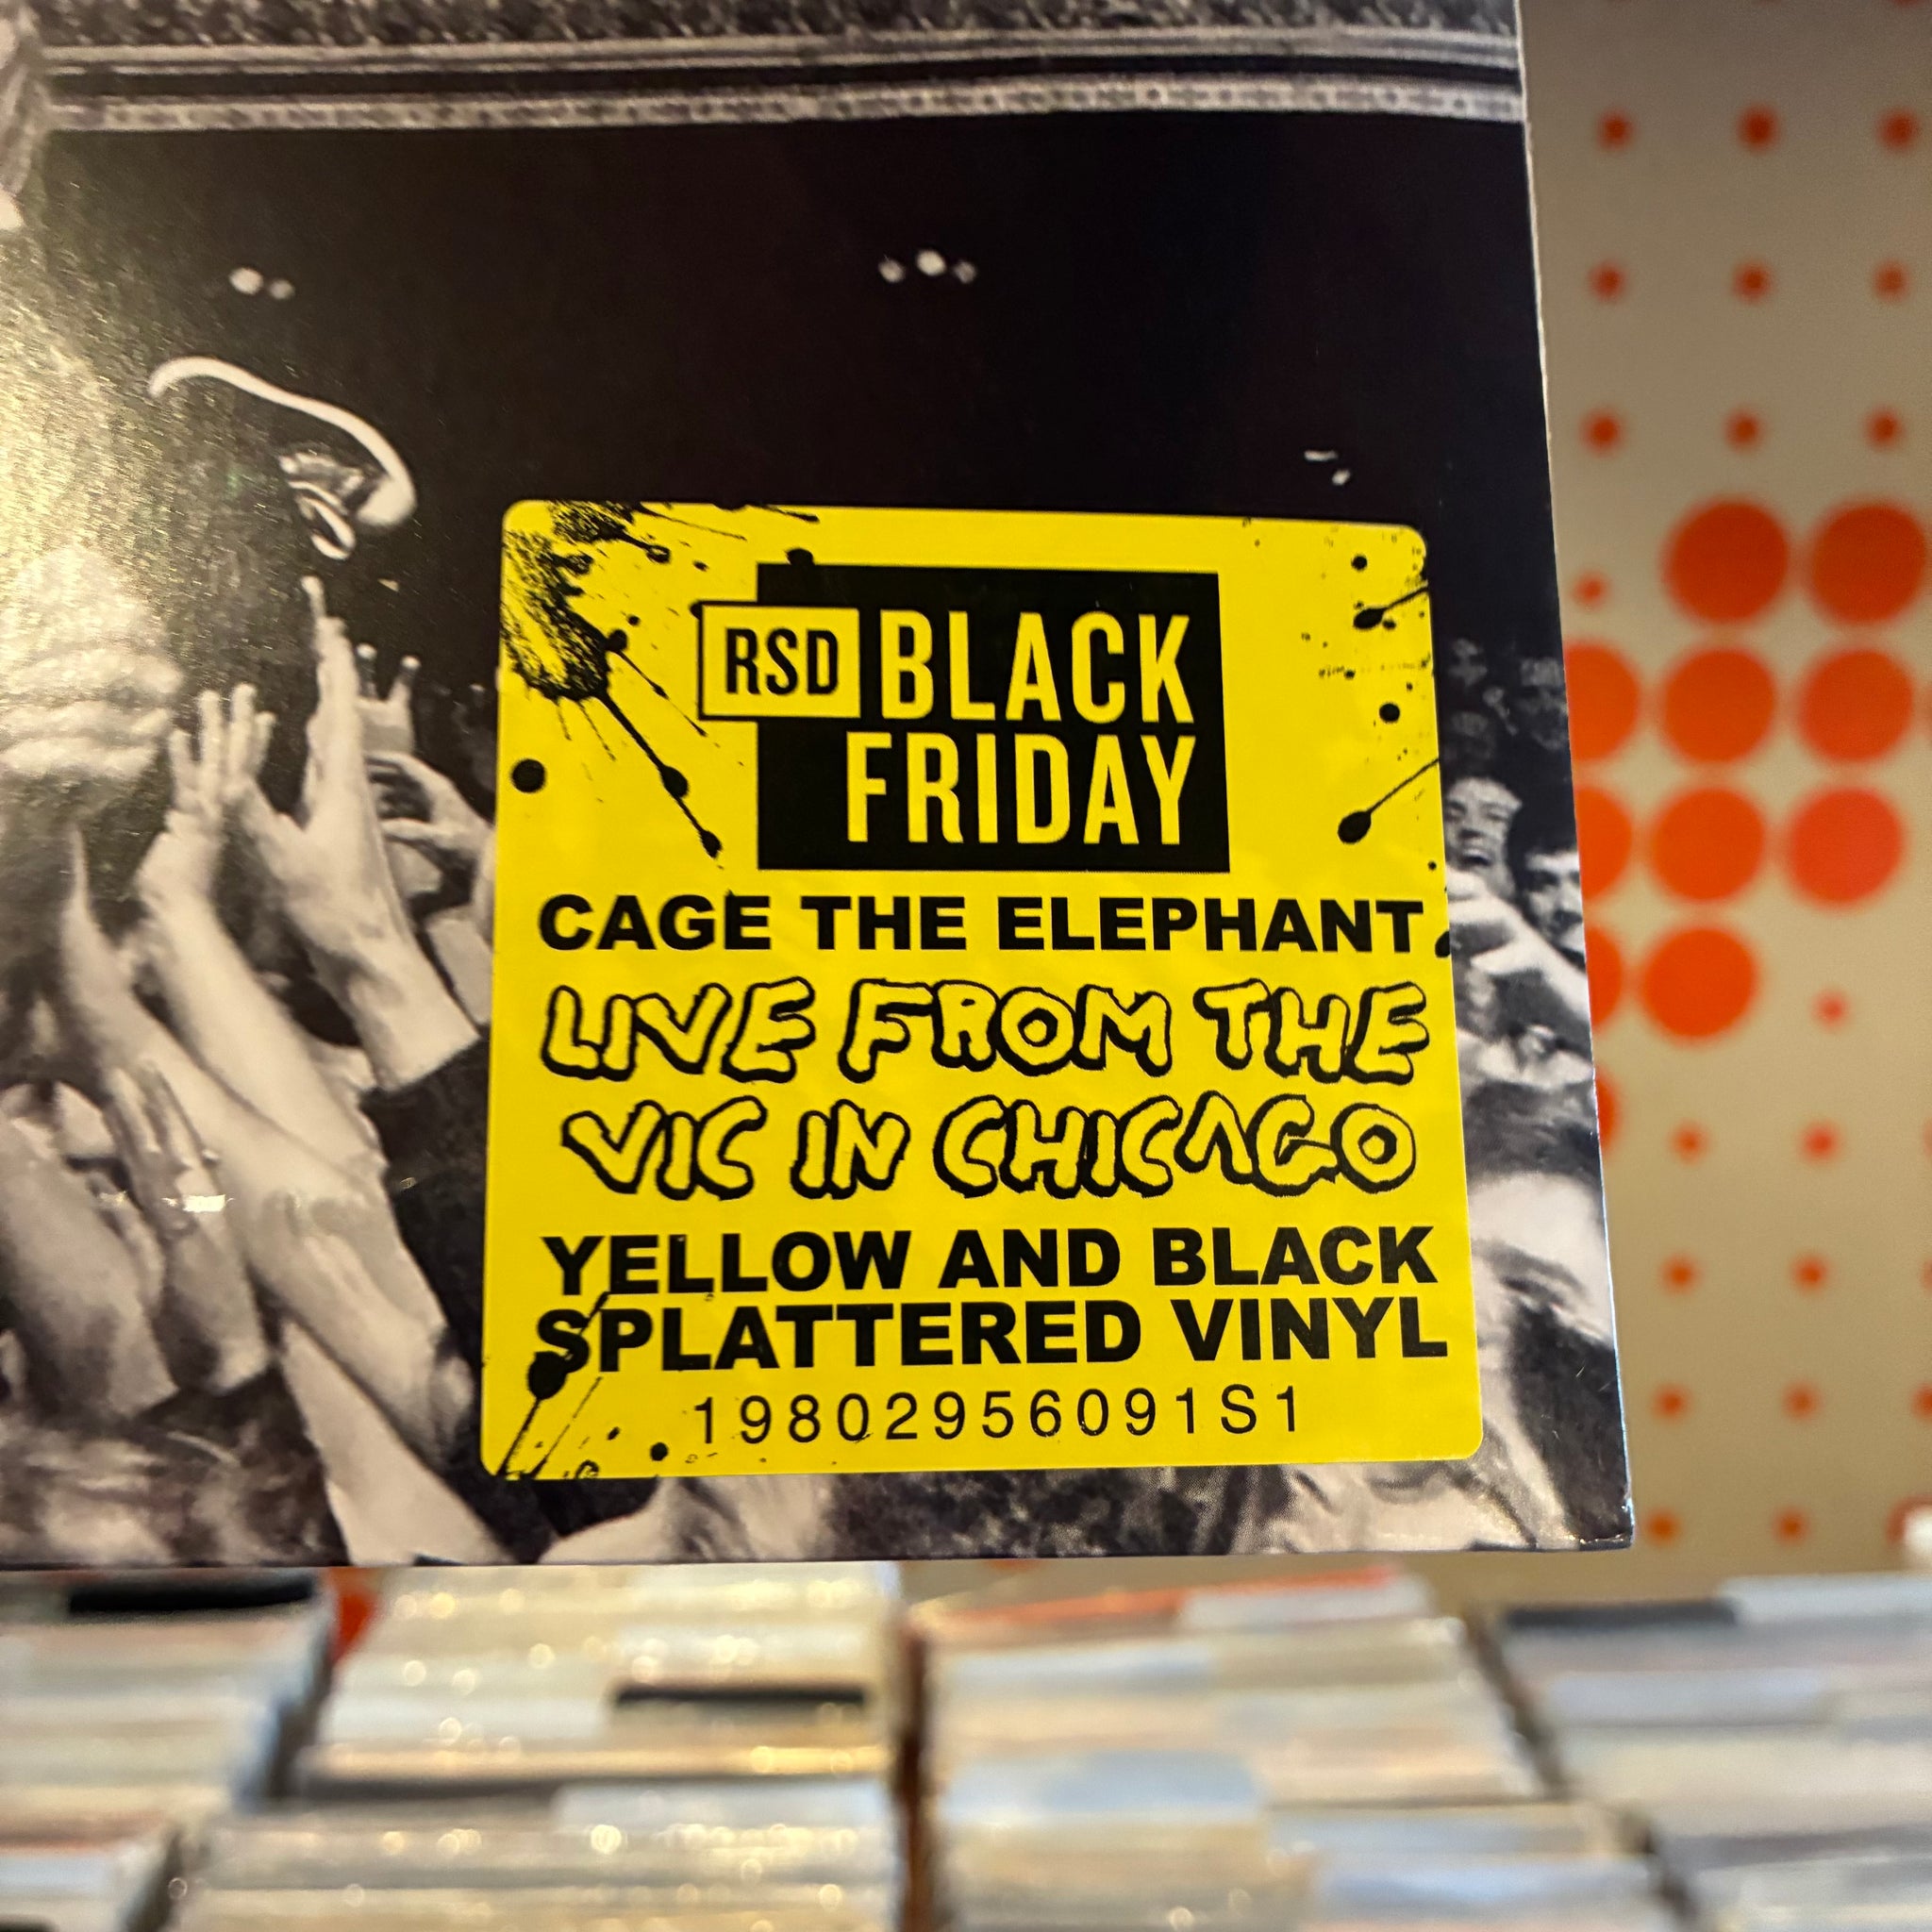 RSD BLACK
FRIDAY
CAGE THE ELEPHANT
LIVE FROM THE
VIC IN CHICAGO
YELLOW AND BLACK
SPLATTERED VINYL
19802956091S1